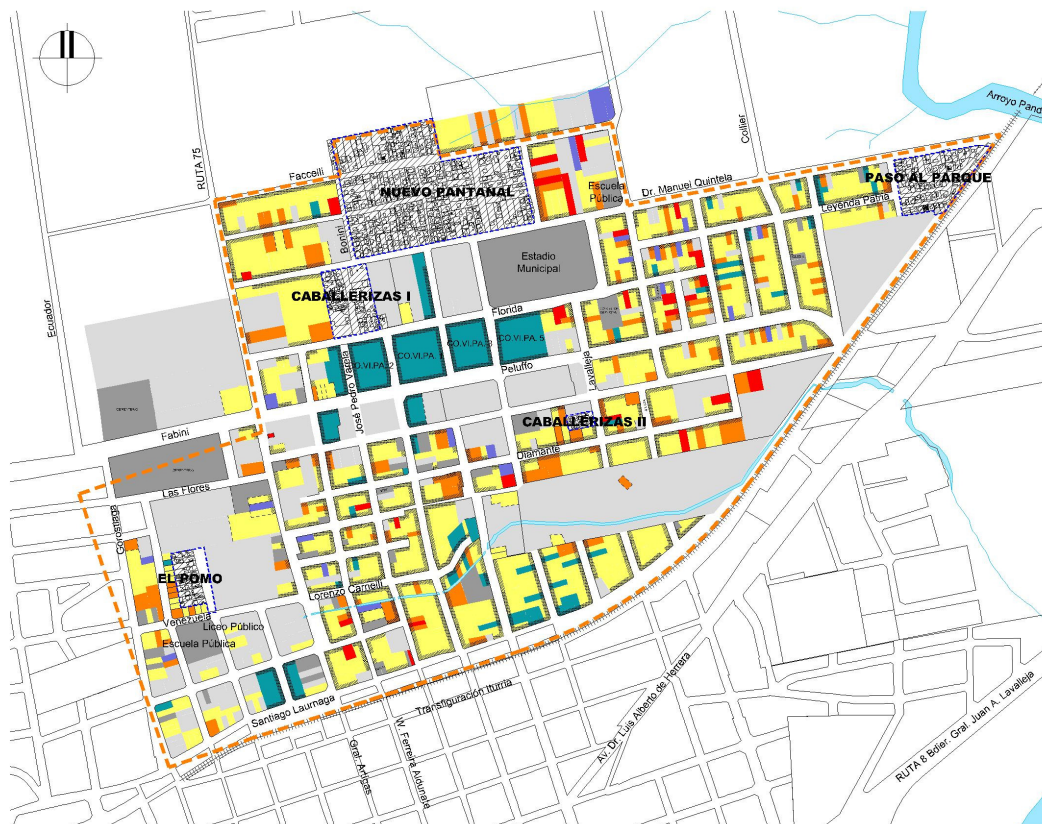 Arroyo Pand
RUTA 75
Collier
Facceili
NUEVO PANTANAL
Escuela
Pública
Dr. Manuel Quintela
PASO AL PARQUE
Leyenda Patria
Bonini
Estadio
Municipal
Ecuador
CABALLERIZAS I
Florida
CO.VI.PA. 2
CO.VI.PA. 1
CO.VI.PA. 3
CO.VI.PA. 5
Peluffo
Lavalleja
José Pedro Varela
CEMENTERIO
Fabini
CABALLERIZAS II
Diamante
CEMENTERIO
Las Flores
Gorostiaga
EL POMO
Lorenzo Carnelli
Venezuela
Liceo Público
Escuela Pública
Santiago Laurnaga
Transfiguración Iturria
Gral. Artigas
W. Ferreira Aldunate
Av. Dr. Luis Alberto de Herrera
RUTA 8 Bdier. Gral. Juan A. Lavalleja